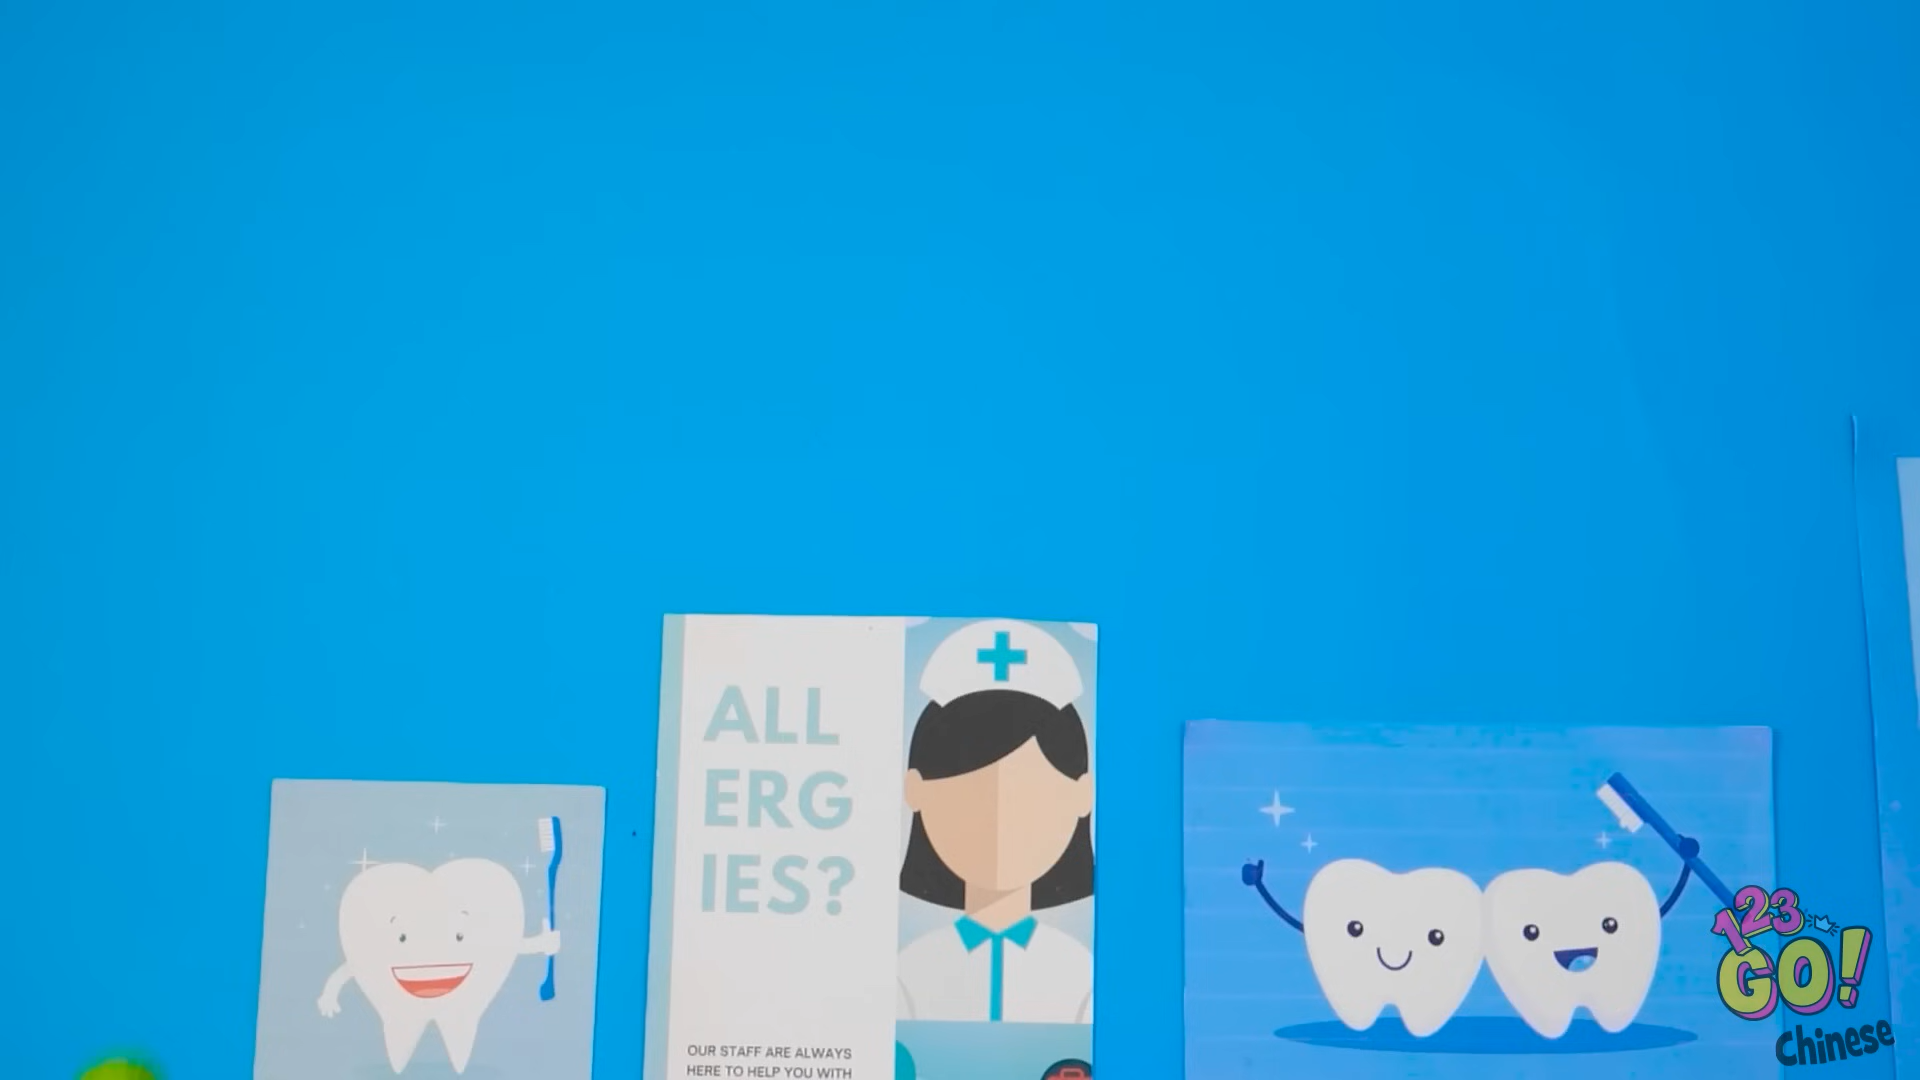 ALL
ERG
IES?
OUR STAFF ARE ALWAYS
HERE TO HELP YOU WITH
123
GO!
Chinese